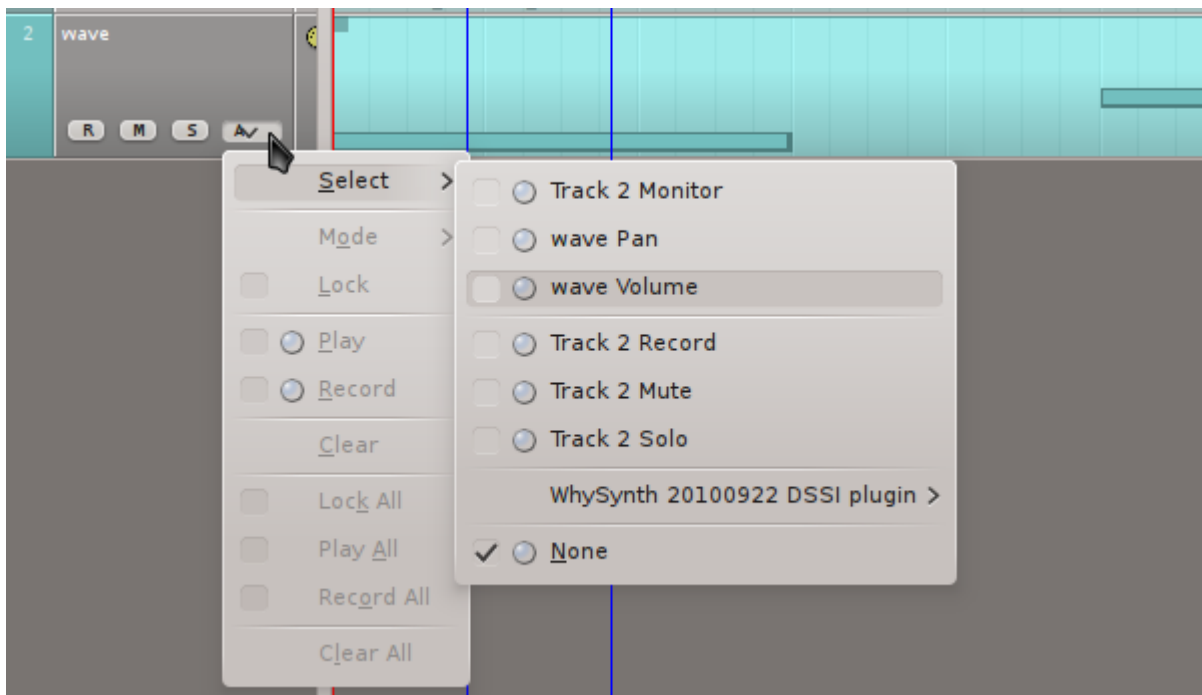 2 wave
R M S A
Select
Mode
Lock
Play
Record
Clear
Lock All
Play All
Record All
Clear All
Track 2 Monitor
wave Pan
wave Volume
Track 2 Record
Track 2 Mute
Track 2 Solo
WhySynth 20100922 DSSI plugin
None